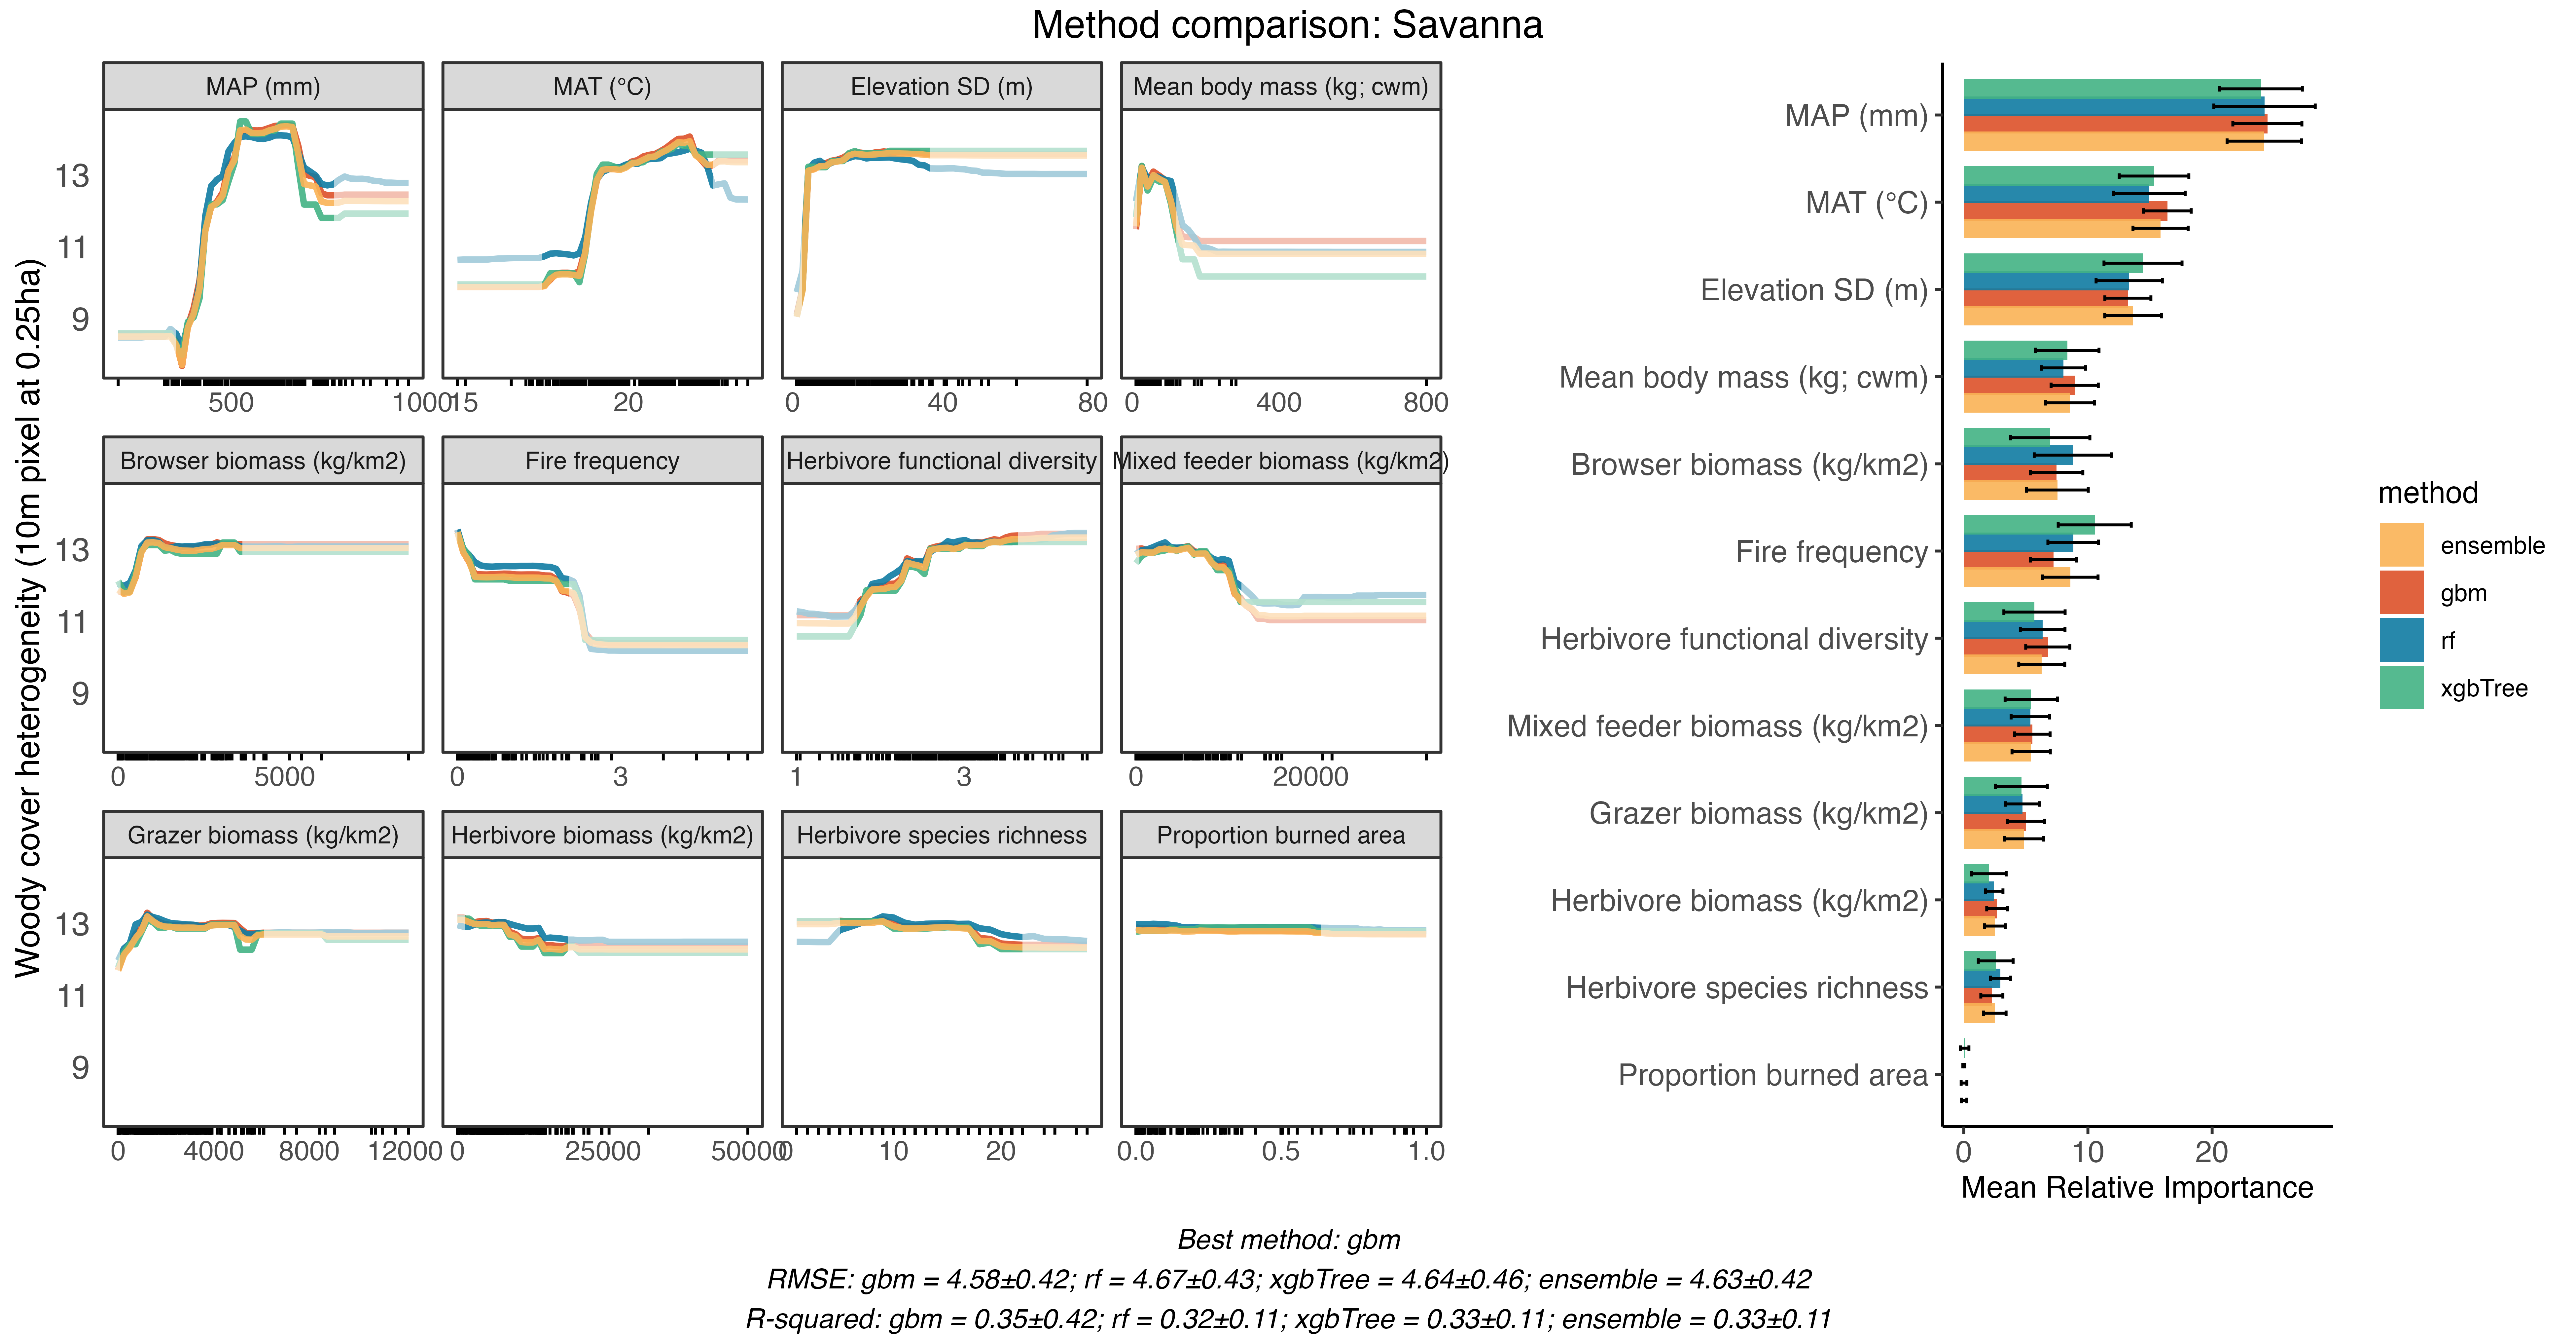 Method comparison: Savanna
Woody cover heterogeneity (10m pixel at 0.25ha)
MAP (mm)
MAT (°C)
Elevation SD (m)
Mean body mass (kg; cwm)
13
11
9
500 1000
15 20
0 40 80
0 400 800
Browser biomass (kg/km2)
Fire frequency
Herbivore functional diversity
Mixed feeder biomass (kg/km2)
13
11
9
0 5000
0 3
1 3
0 20000
Grazer biomass (kg/km2)
Herbivore biomass (kg/km2)
Herbivore species richness
Proportion burned area
13
11
9
0 4000 8000 12000
0 25000 50000
0 10 20
0.0 0.5 1.0
MAP (mm)
MAT (°C)
Elevation SD (m)
Mean body mass (kg; cwm)
Browser biomass (kg/km2)
Fire frequency
Herbivore functional diversity
Mixed feeder biomass (kg/km2)
Grazer biomass (kg/km2)
Herbivore biomass (kg/km2)
Herbivore species richness
Proportion burned area
0 10 20
Mean Relative Importance
method
ensemble
gbm
rf
xgbTree
Best method: gbm
RMSE: gbm = 4.58±0.42; rf = 4.67±0.43; xgbTree = 4.64±0.46; ensemble = 4.63±0.42
R-squared: gbm = 0.35±0.42; rf = 0.32±0.11; xgbTree = 0.33±0.11; ensemble = 0.33±0.11